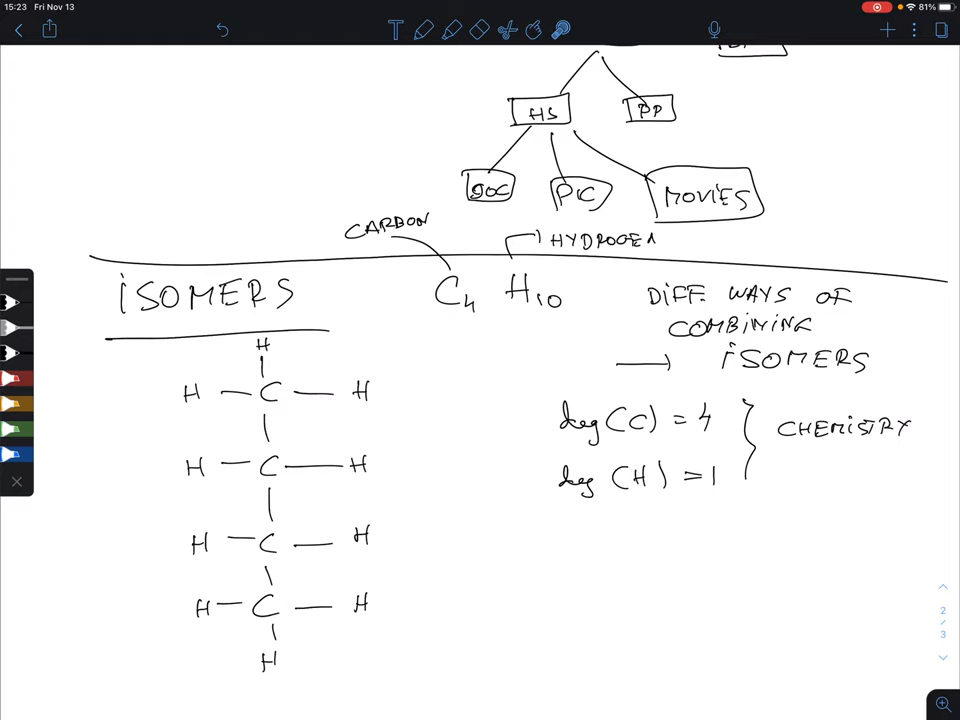 15:23 Fri Nov 13
81%
HS
PP
DOC
PIC
MOVIES
CARBON
HYDROGEN
ISOMERS
C4 H10
DIFF. WAYS OF
COMBINING
ISOMERS
H
H C H
deg(C) = 4
CHEMISTRY
H C H
deg(H) = 1
H C H
H C H
H
2
/
3